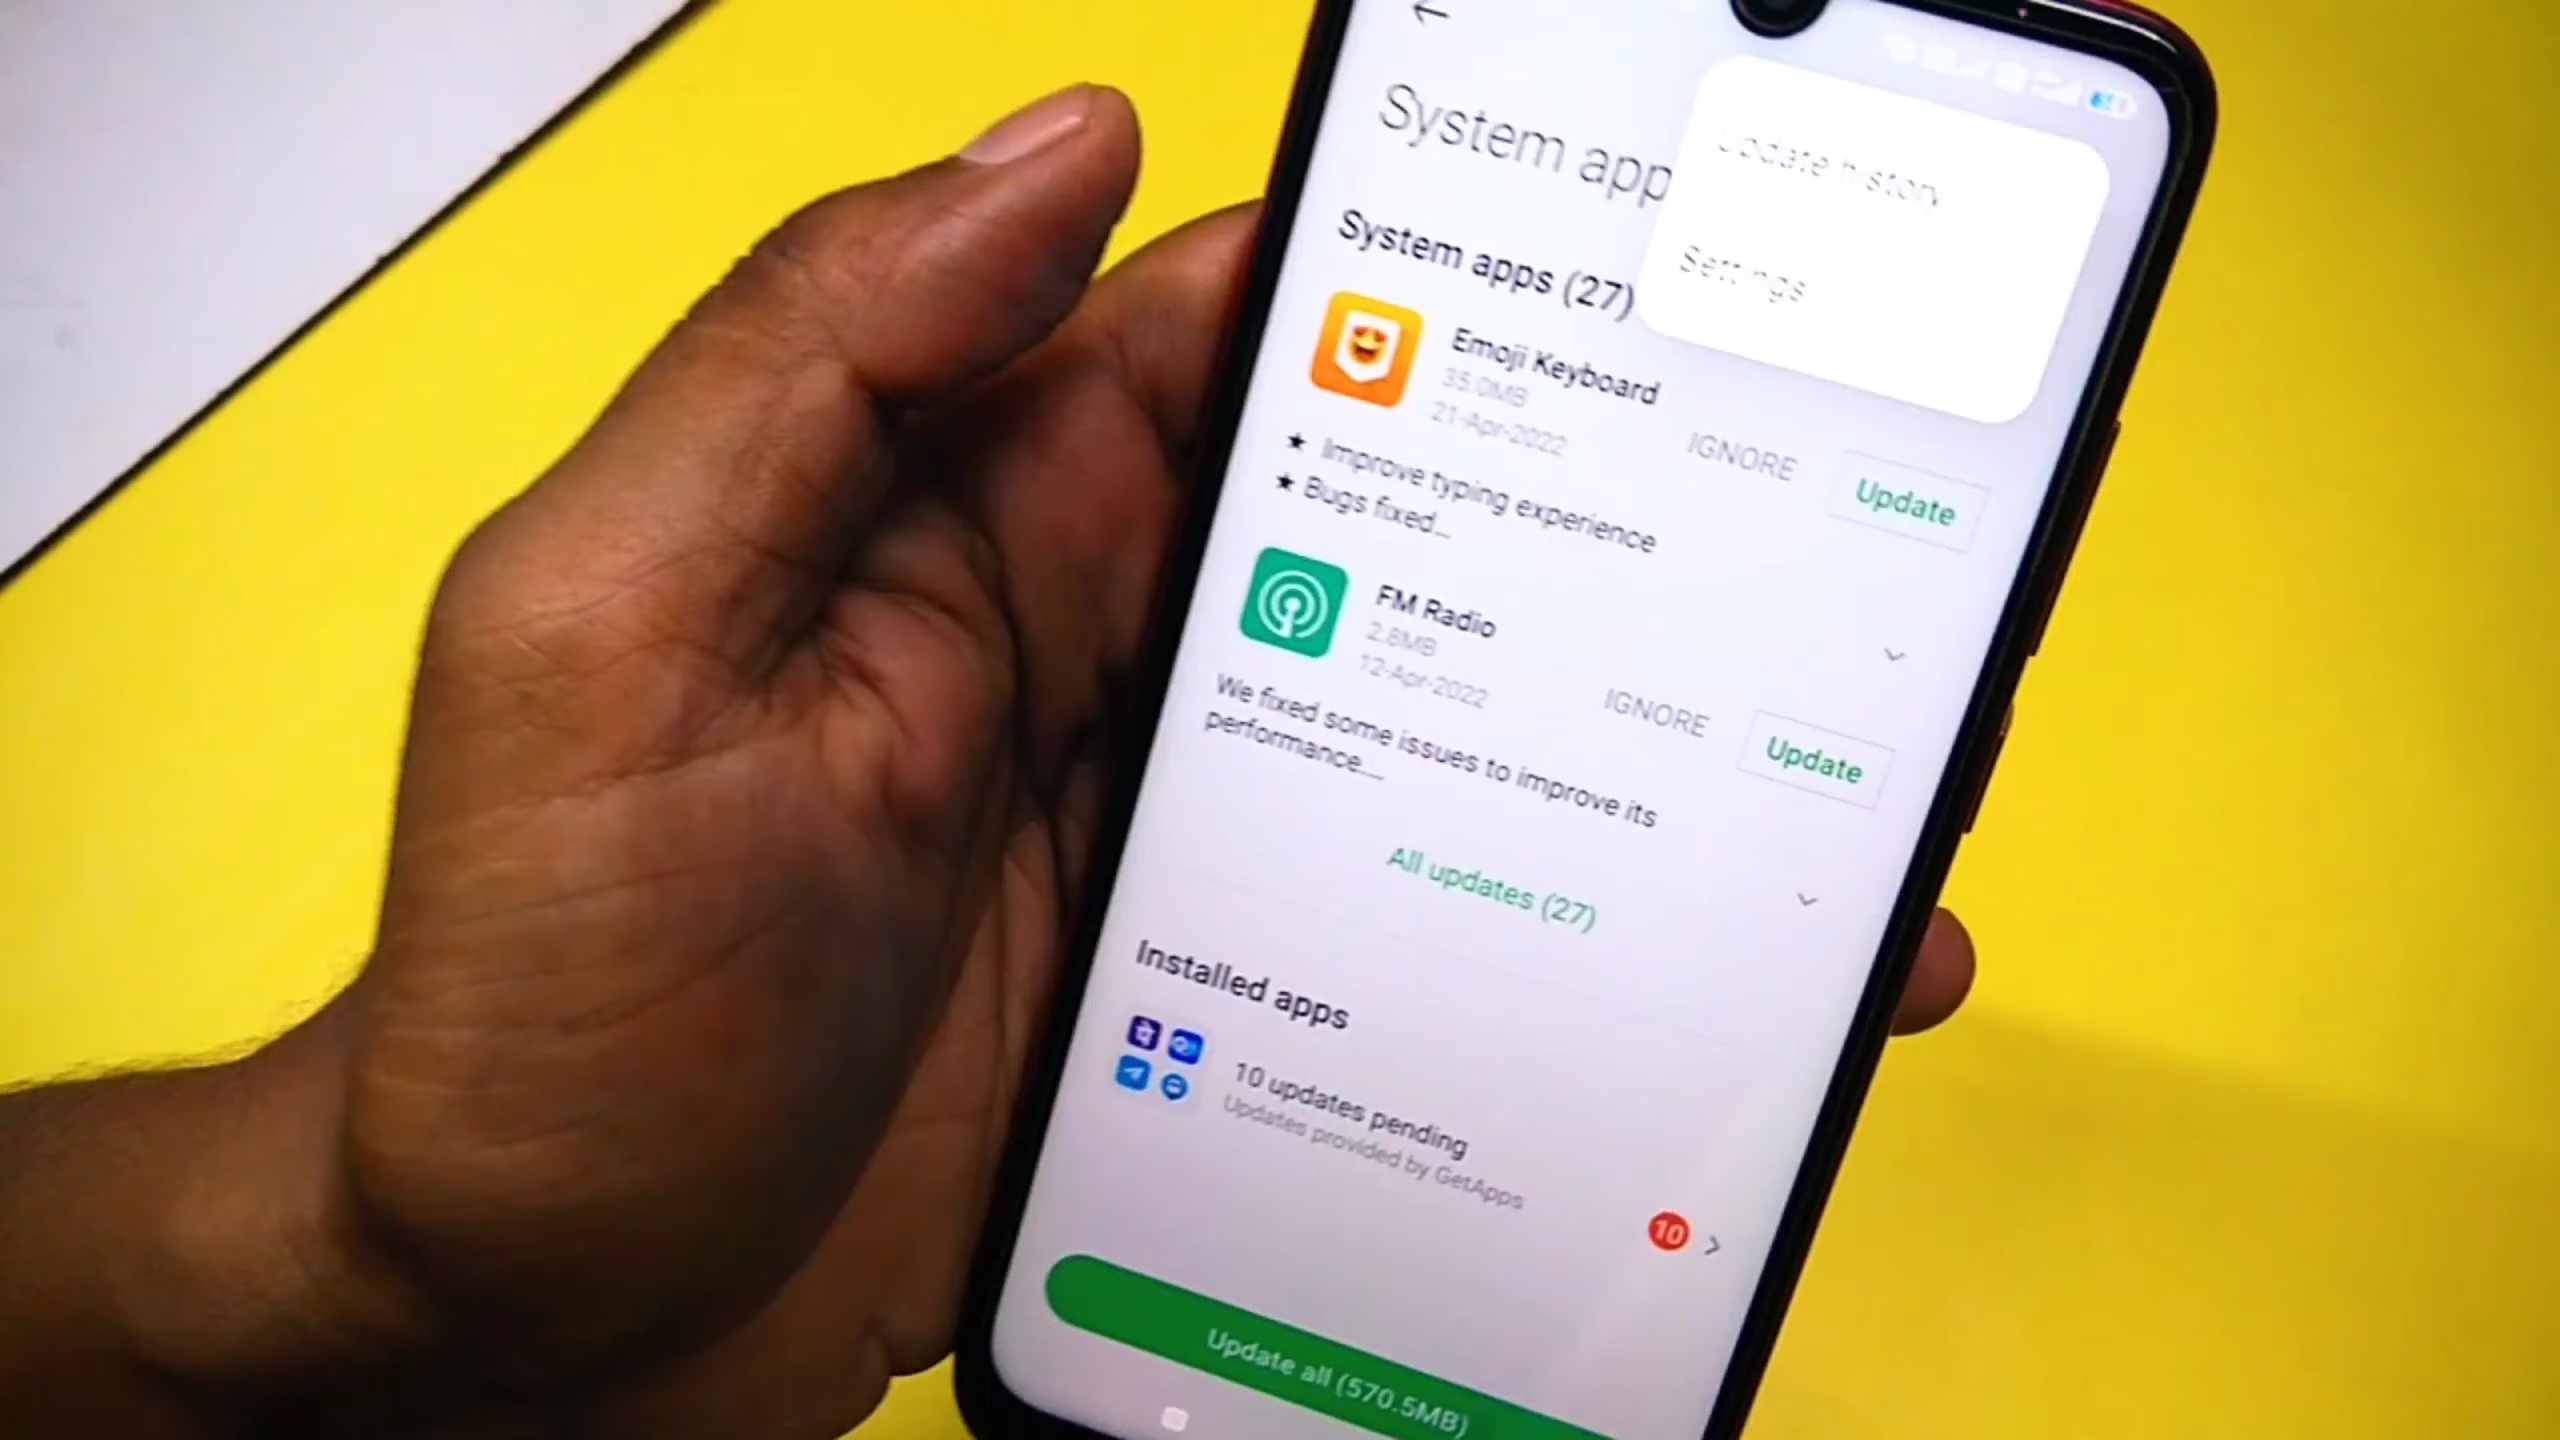 System app
Update history
Settings
System apps (27)
Emoji Keyboard
35.0MB
21-Apr-2022
IGNORE
Update
★ Improve typing experience
★ Bugs fixed...
FM Radio
2.8MB
12-Apr-2022
IGNORE
Update
We fixed some issues to improve its
performance....
All updates (27)
Installed apps
10 updates pending
Updates provided by GetApps
10
Update all (570.5MB)